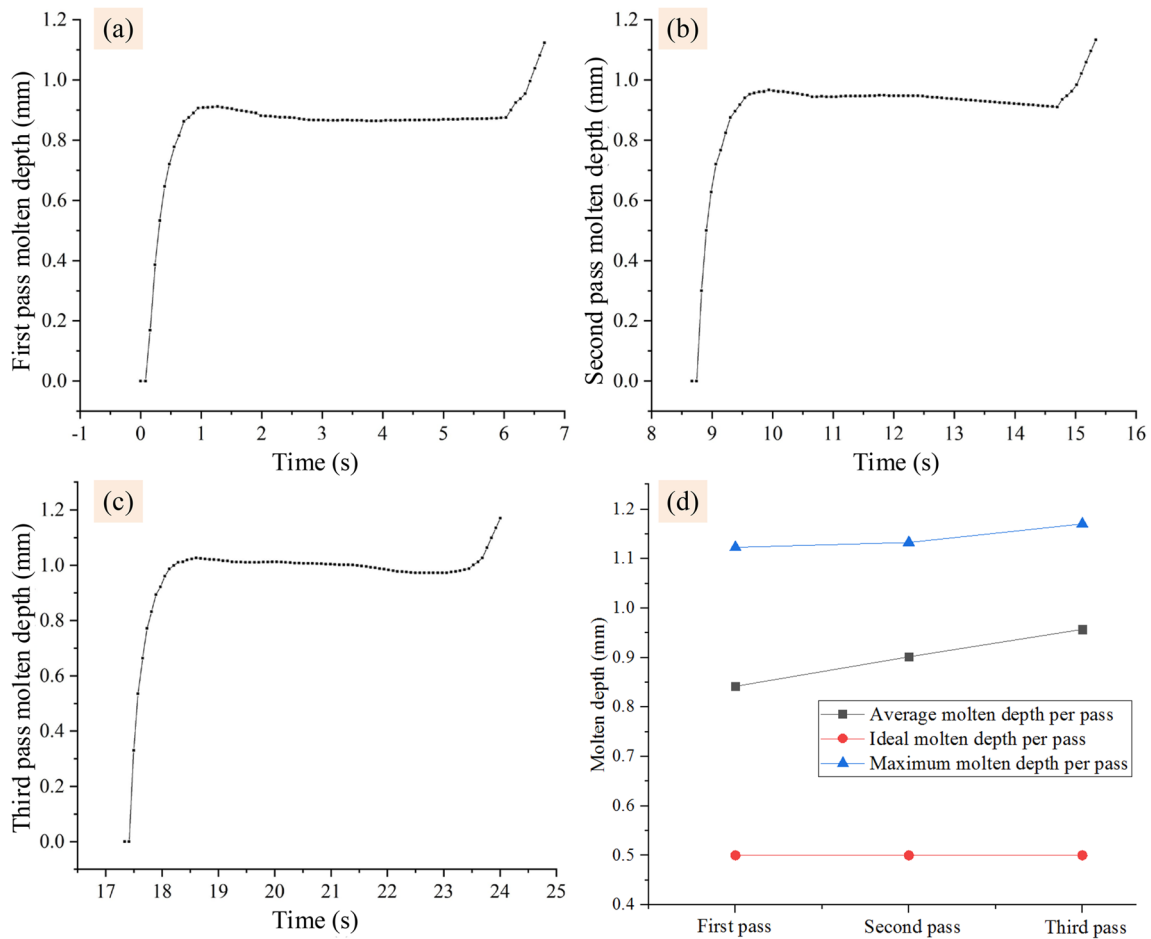 (a)
First pass molten depth (mm)
1.2
1.0
0.8
0.6
0.4
0.2
0.0
-1 0 1 2 3 4 5 6 7
Time (s)
(b)
Second pass molten depth (mm)
1.2
1.0
0.8
0.6
0.4
0.2
0.0
8 9 10 11 12 13 14 15 16
Time (s)
(c)
Third pass molten depth (mm)
1.2
1.0
0.8
0.6
0.4
0.2
0.0
17 18 19 20 21 22 23 24 25
Time (s)
(d)
Molten depth (mm)
1.2
1.1
1.0
0.9
0.8
0.7
0.6
0.5
0.4
Average molten depth per pass
Ideal molten depth per pass
Maximum molten depth per pass
First pass Second pass Third pass